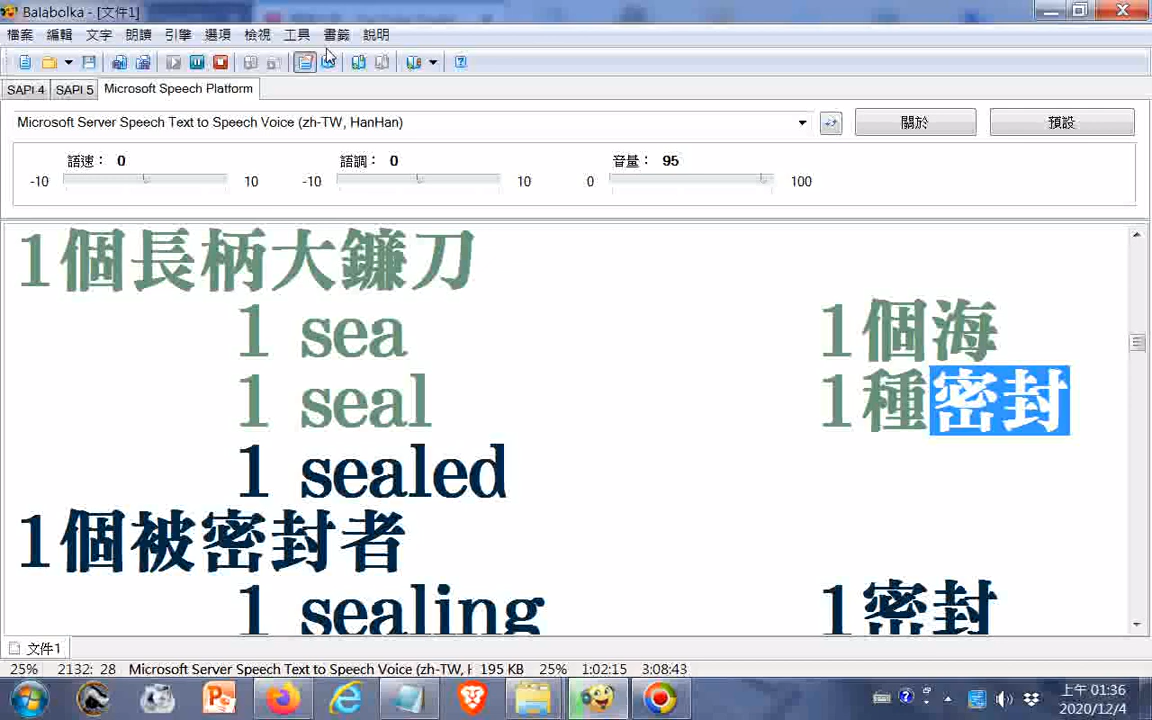 Balabolka - [文件1]
檔案 編輯 文字 朗讀 引擎 選項 檢視 工具 書籤 說明
SAPI 4 SAPI 5 Microsoft Speech Platform
Microsoft Server Speech Text to Speech Voice (zh-TW, HanHan) 關於 預設
語速： 0 語調： 0 音量： 95
-10 10 -10 10 0 100
1個長柄大鐮刀
1 sea 1個海
1 seal 1種密封
1 sealed
1個被密封者
1 sealing 1密封
文件1
25% 2132: 28 Microsoft Server Speech Text to Speech Voice (zh-TW, H 195 KB 25% 1:02:15 3:08:43
上午 01:36
2020/12/4